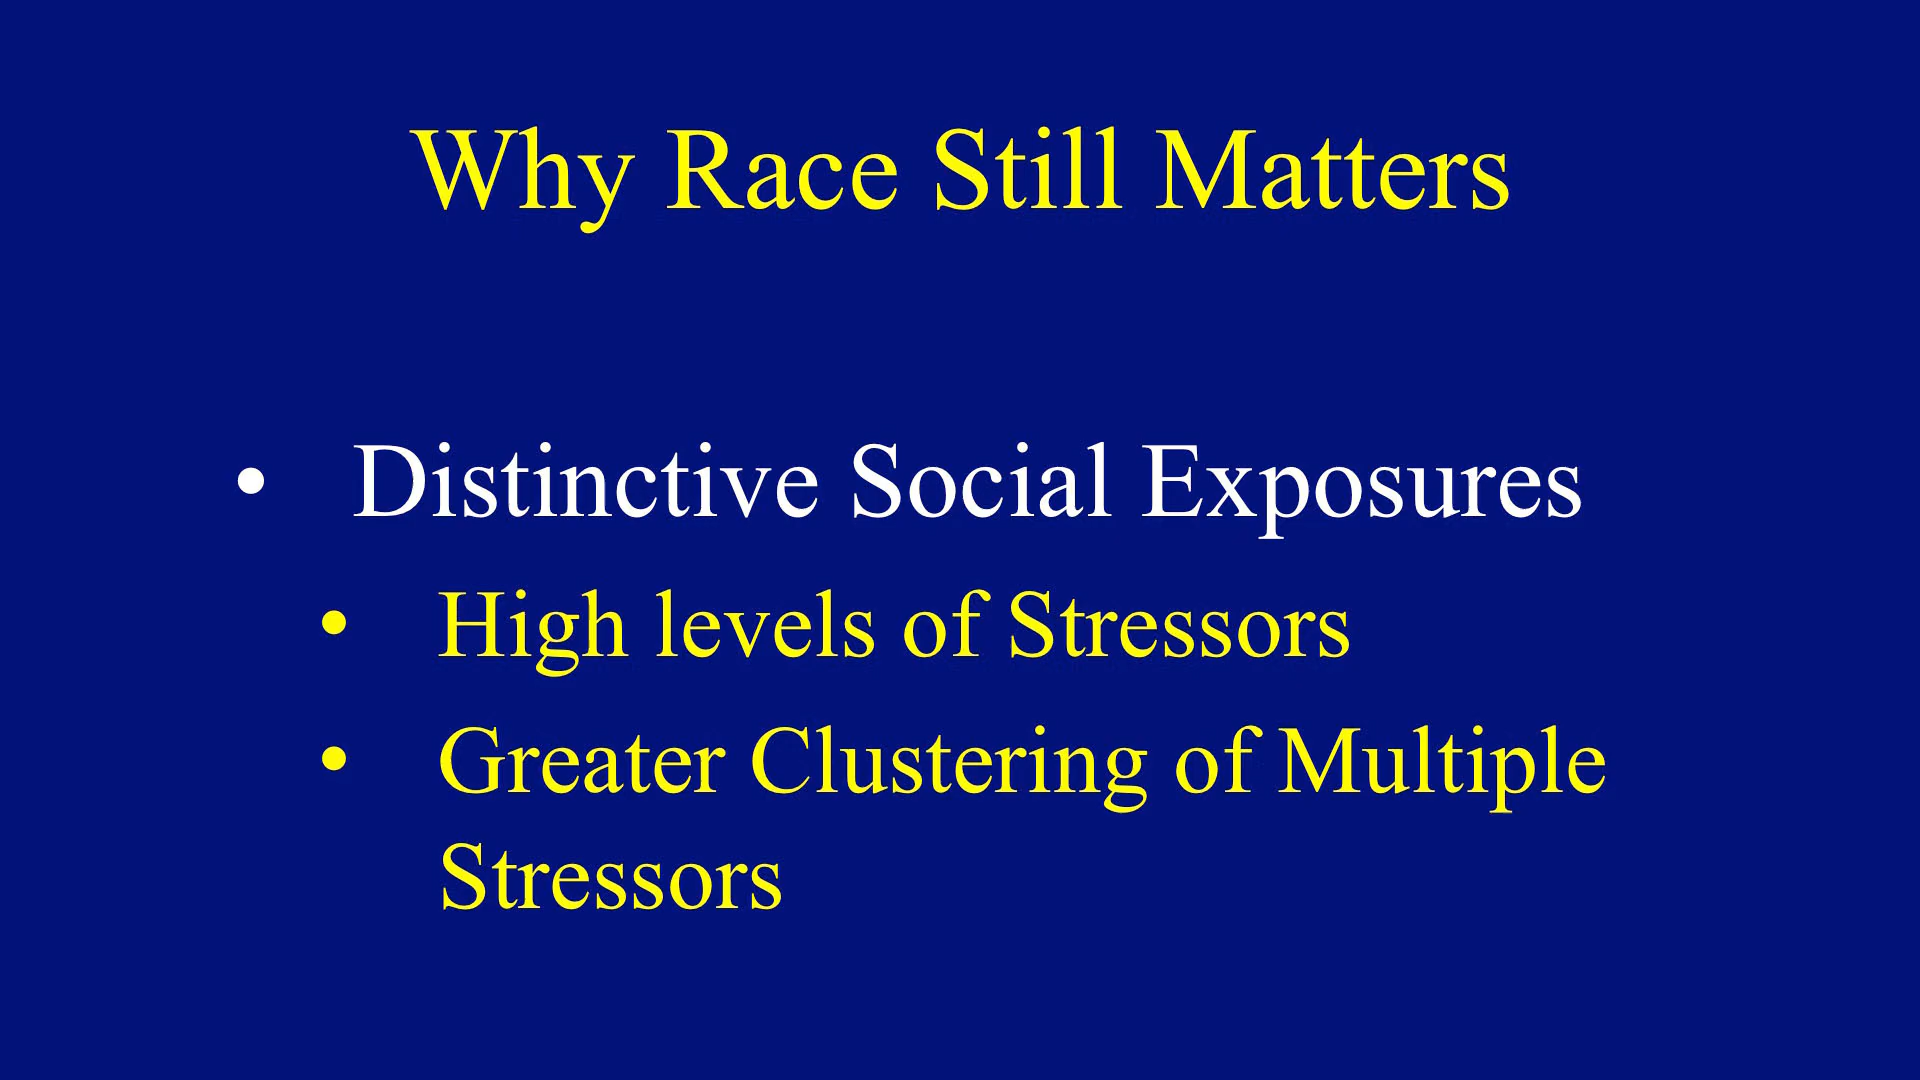 Why Race Still Matters
• Distinctive Social Exposures
• High levels of Stressors
• Greater Clustering of Multiple
Stressors